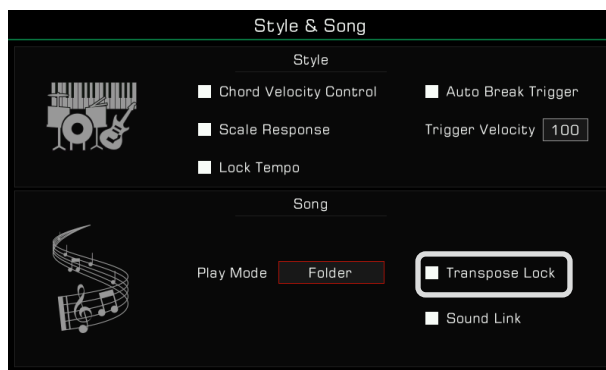 Style & Song
Style
Chord Velocity Control
Auto Break Trigger
Scale Response
Trigger Velocity 100
Lock Tempo
Song
Play Mode Folder
Transpose Lock
Sound Link